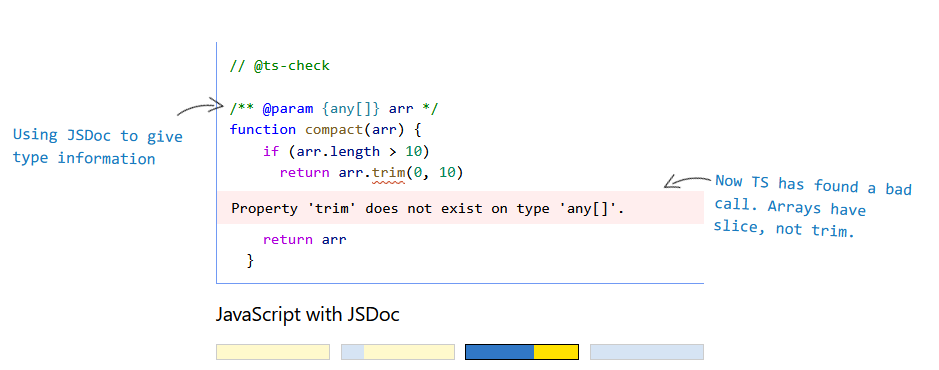 // @ts-check
/** @param {any[]} arr */
Using JSDoc to give
type information
function compact(arr) {
if (arr.length > 10)
return arr.trim(0, 10)
Now TS has found a bad
call. Arrays have
slice, not trim.
Property 'trim' does not exist on type 'any[]'.
return arr
}
JavaScript with JSDoc